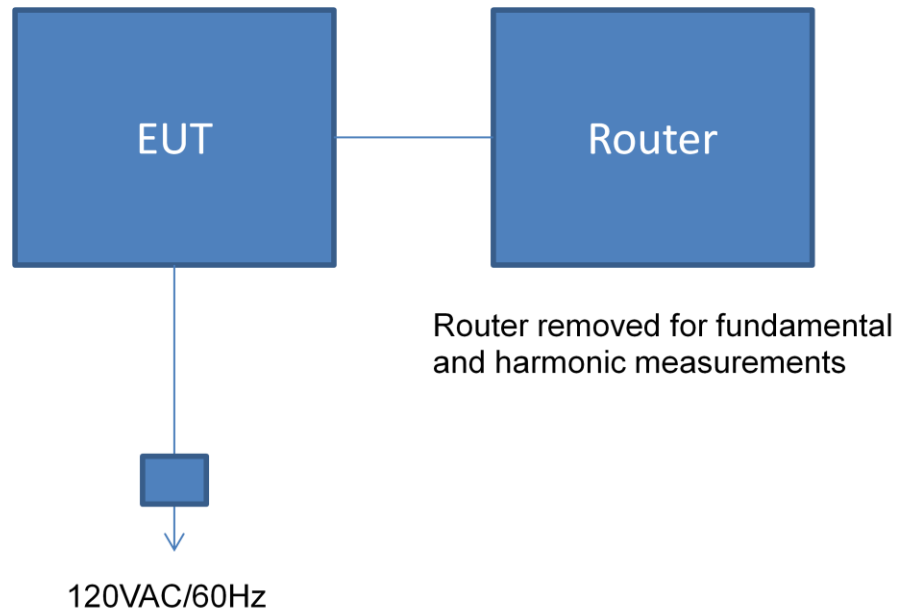 EUT
Router
Router removed for fundamental
and harmonic measurements
120VAC/60Hz